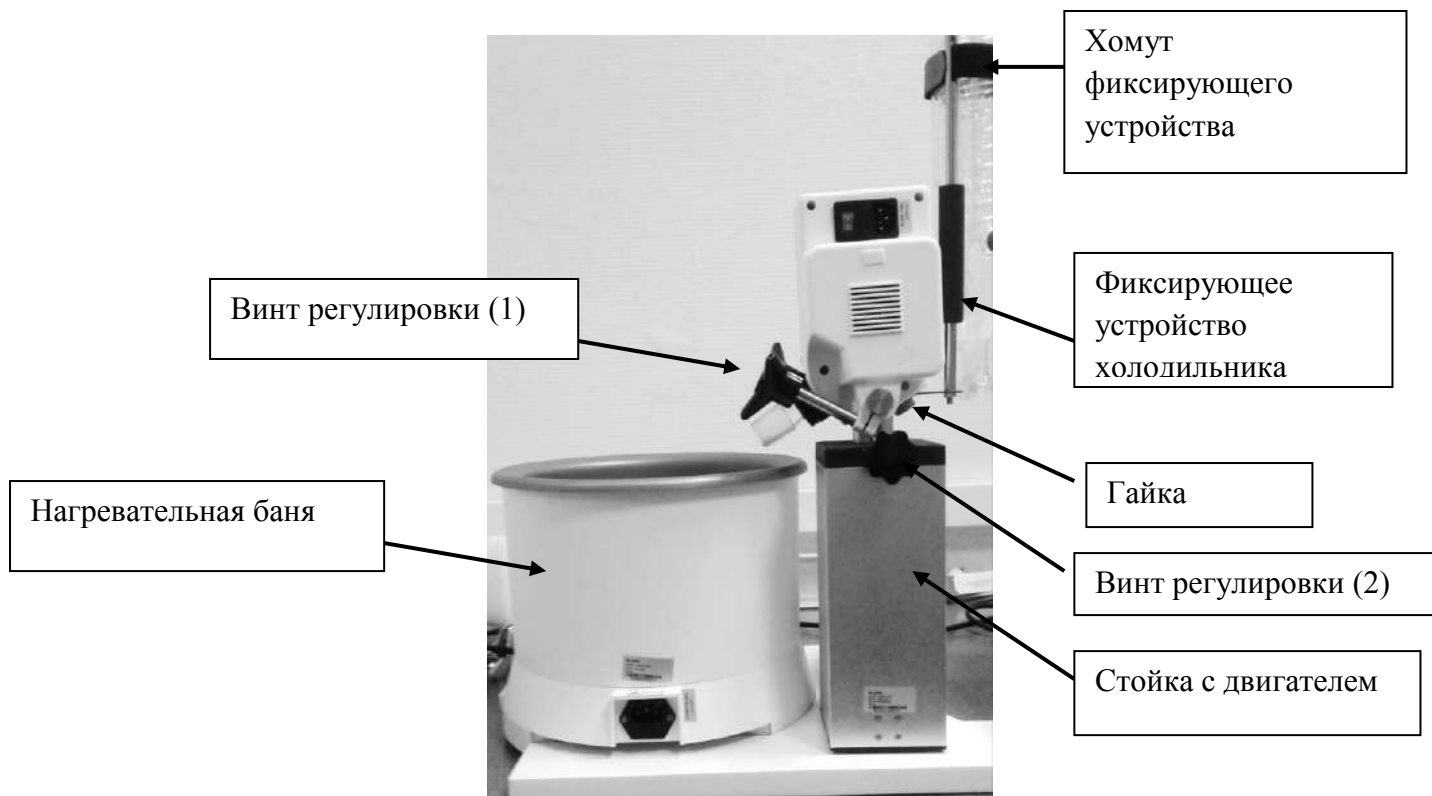 Хомут
фиксирующего
устройства
Винт регулировки (1)
Фиксирующее
устройство
холодильника
Нагревательная баня
Гайка
Винт регулировки (2)
Стойка с двигателем